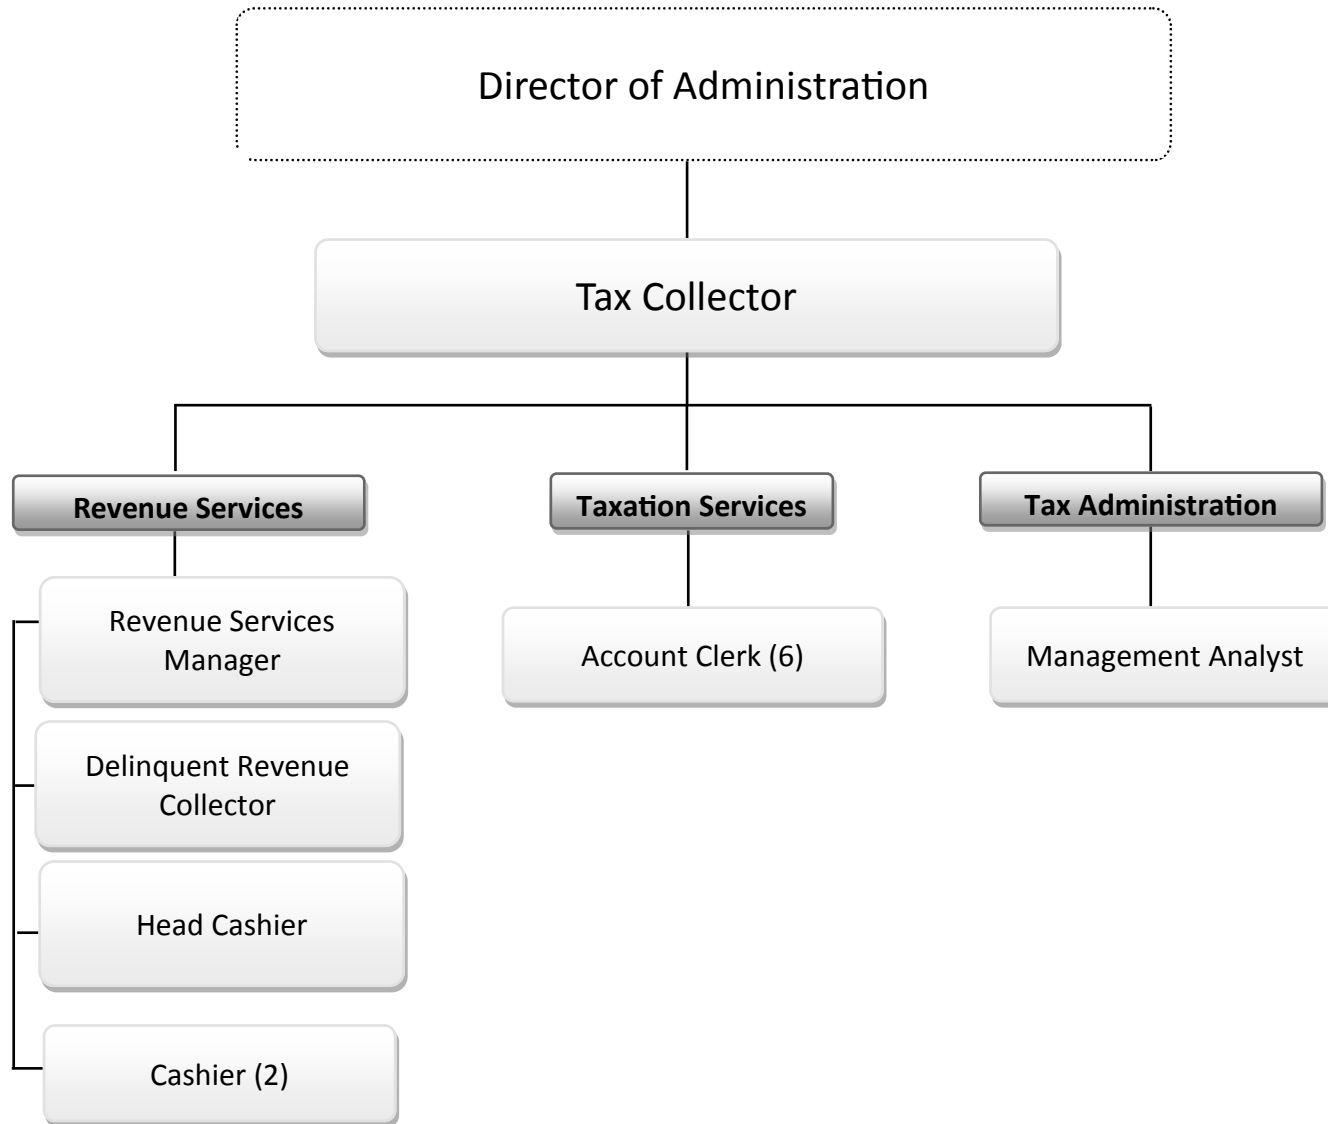 Director of Administration
Tax Collector
Revenue Services
Taxation Services
Tax Administration
Revenue Services
Manager
Account Clerk (6)
Management Analyst
Delinquent Revenue
Collector
Head Cashier
Cashier (2)